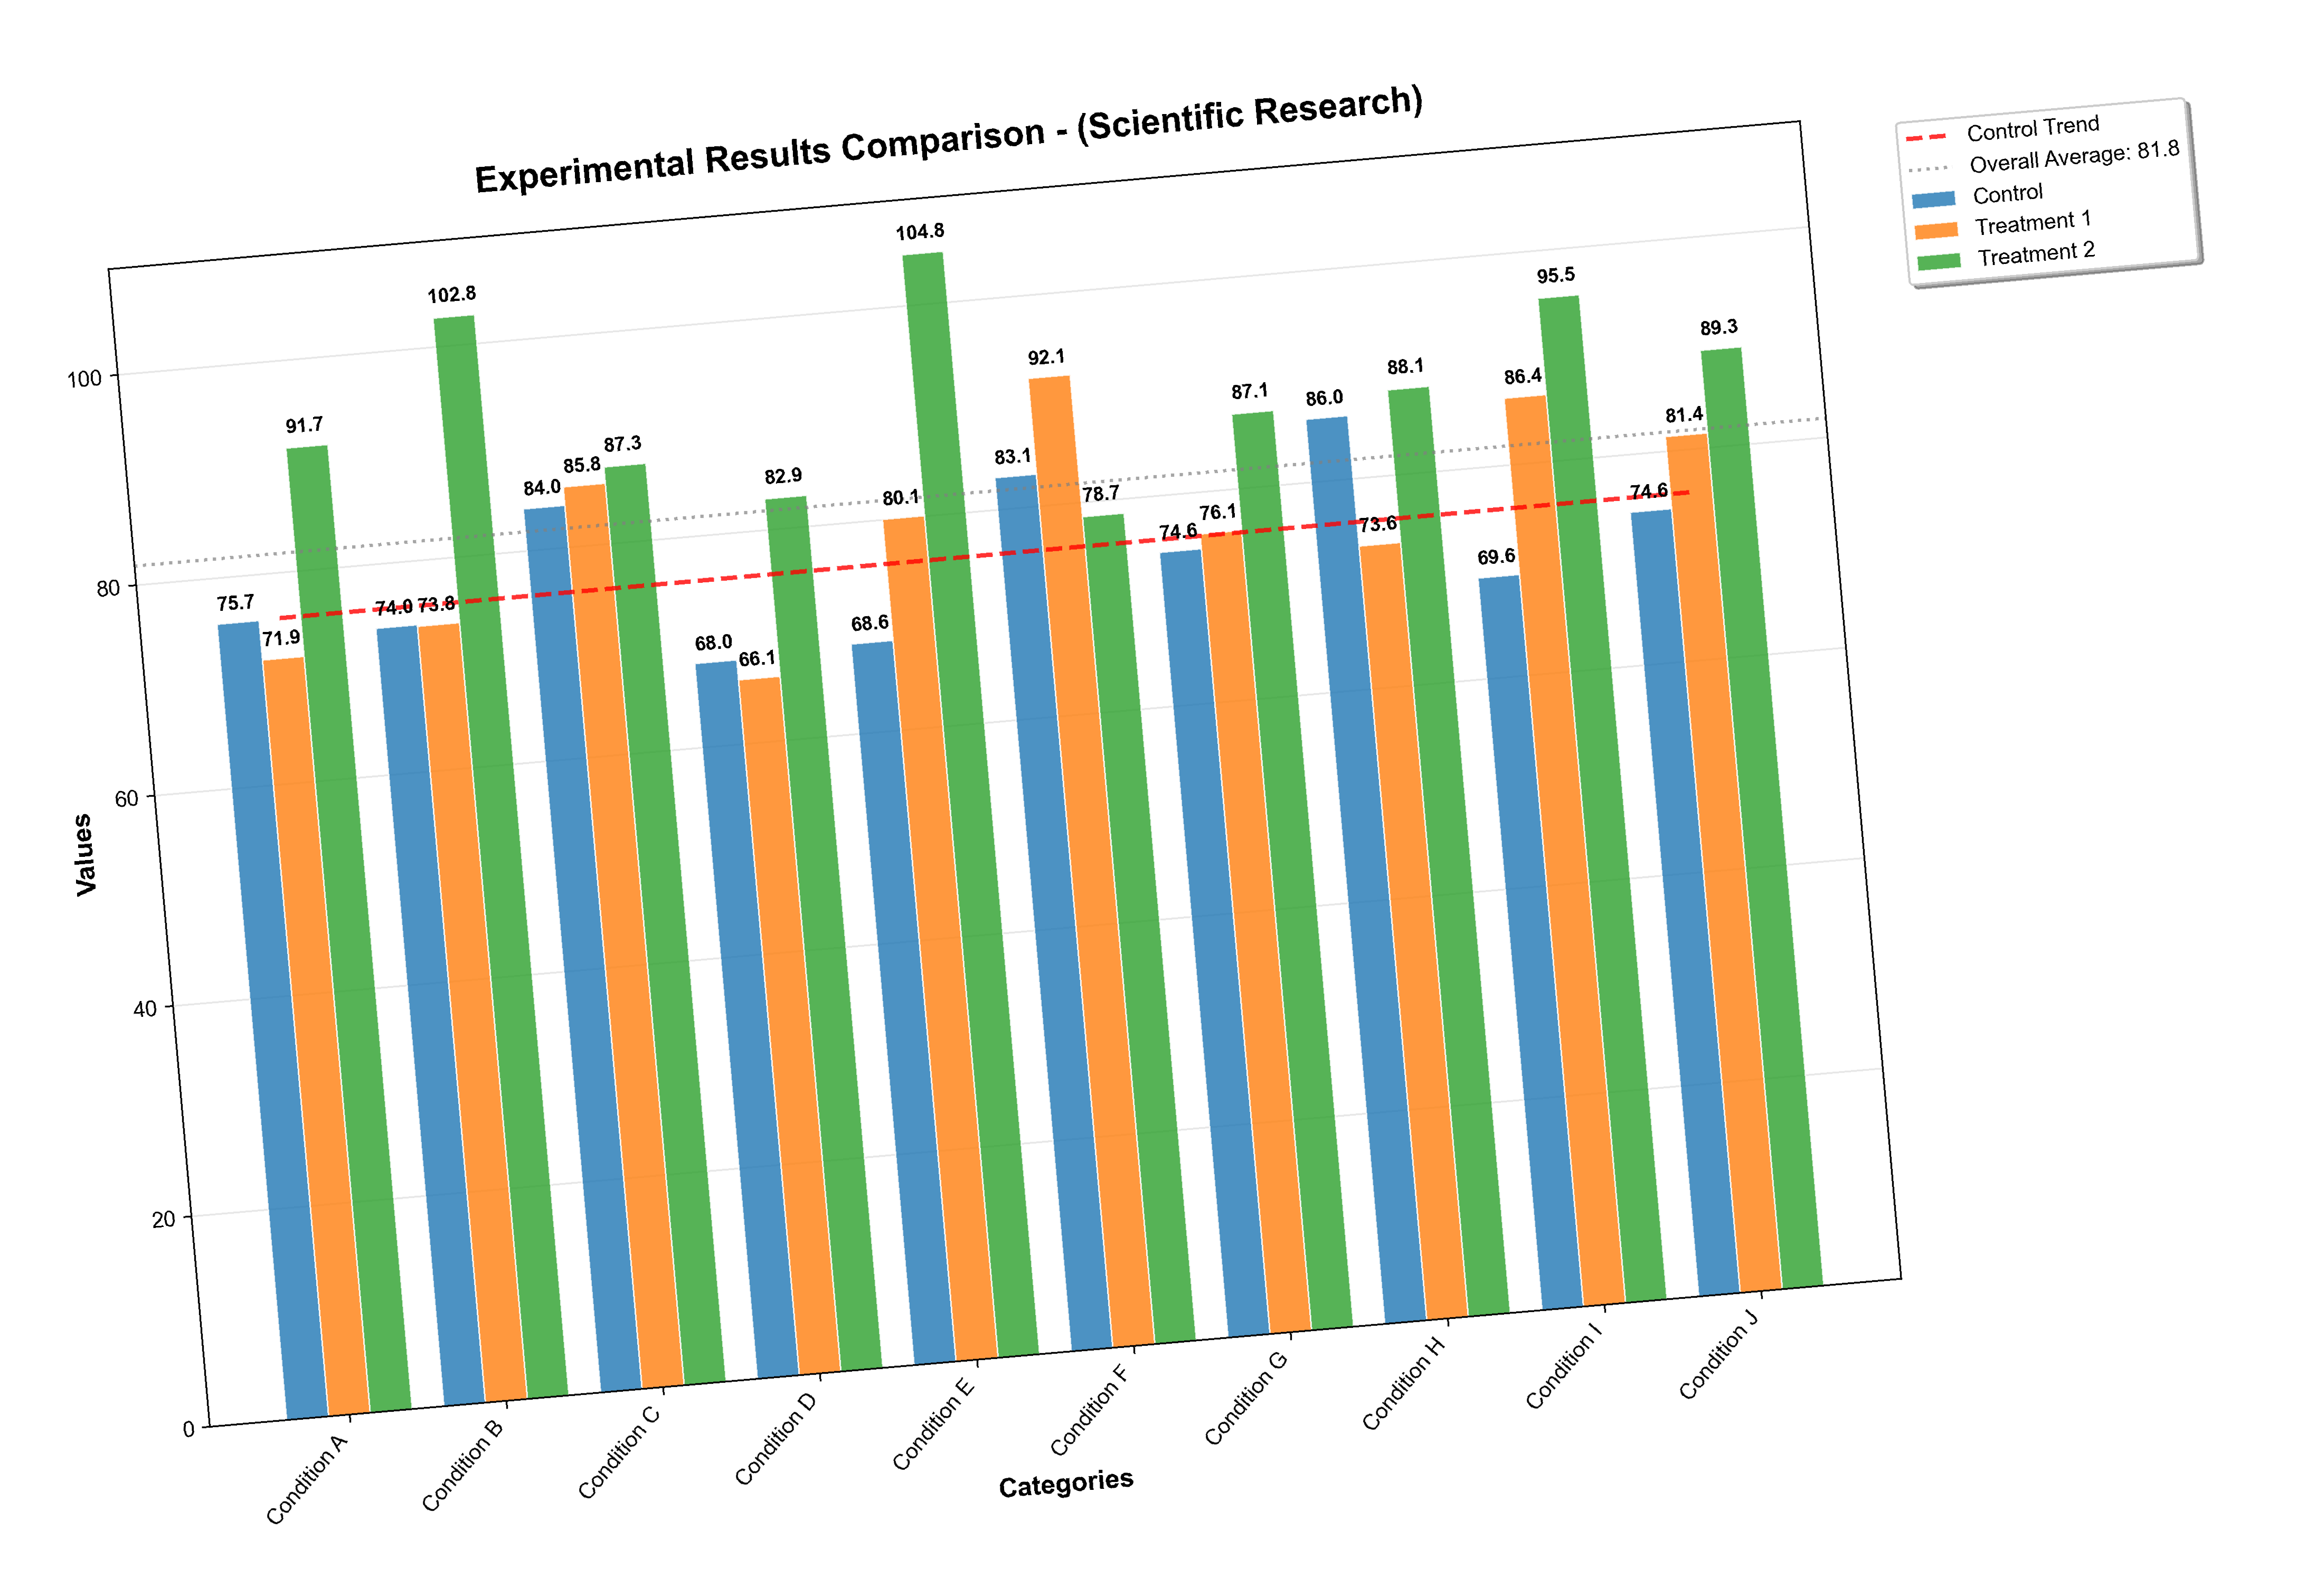 Experimental Results Comparison - (Scientific Research)
Control Trend
Overall Average: 81.8
Control
Treatment 1
Treatment 2
Values
100
80
60
40
20
0
75.7
71.9
91.7
74.0
73.8
102.8
84.0
85.8
87.3
68.0
66.1
82.9
68.6
80.1
104.8
83.1
92.1
78.7
74.6
76.1
87.1
86.0
73.6
88.1
69.6
86.4
95.5
74.6
81.4
89.3
Condition A
Condition B
Condition C
Condition D
Condition E
Condition F
Condition G
Condition H
Condition I
Condition J
Categories